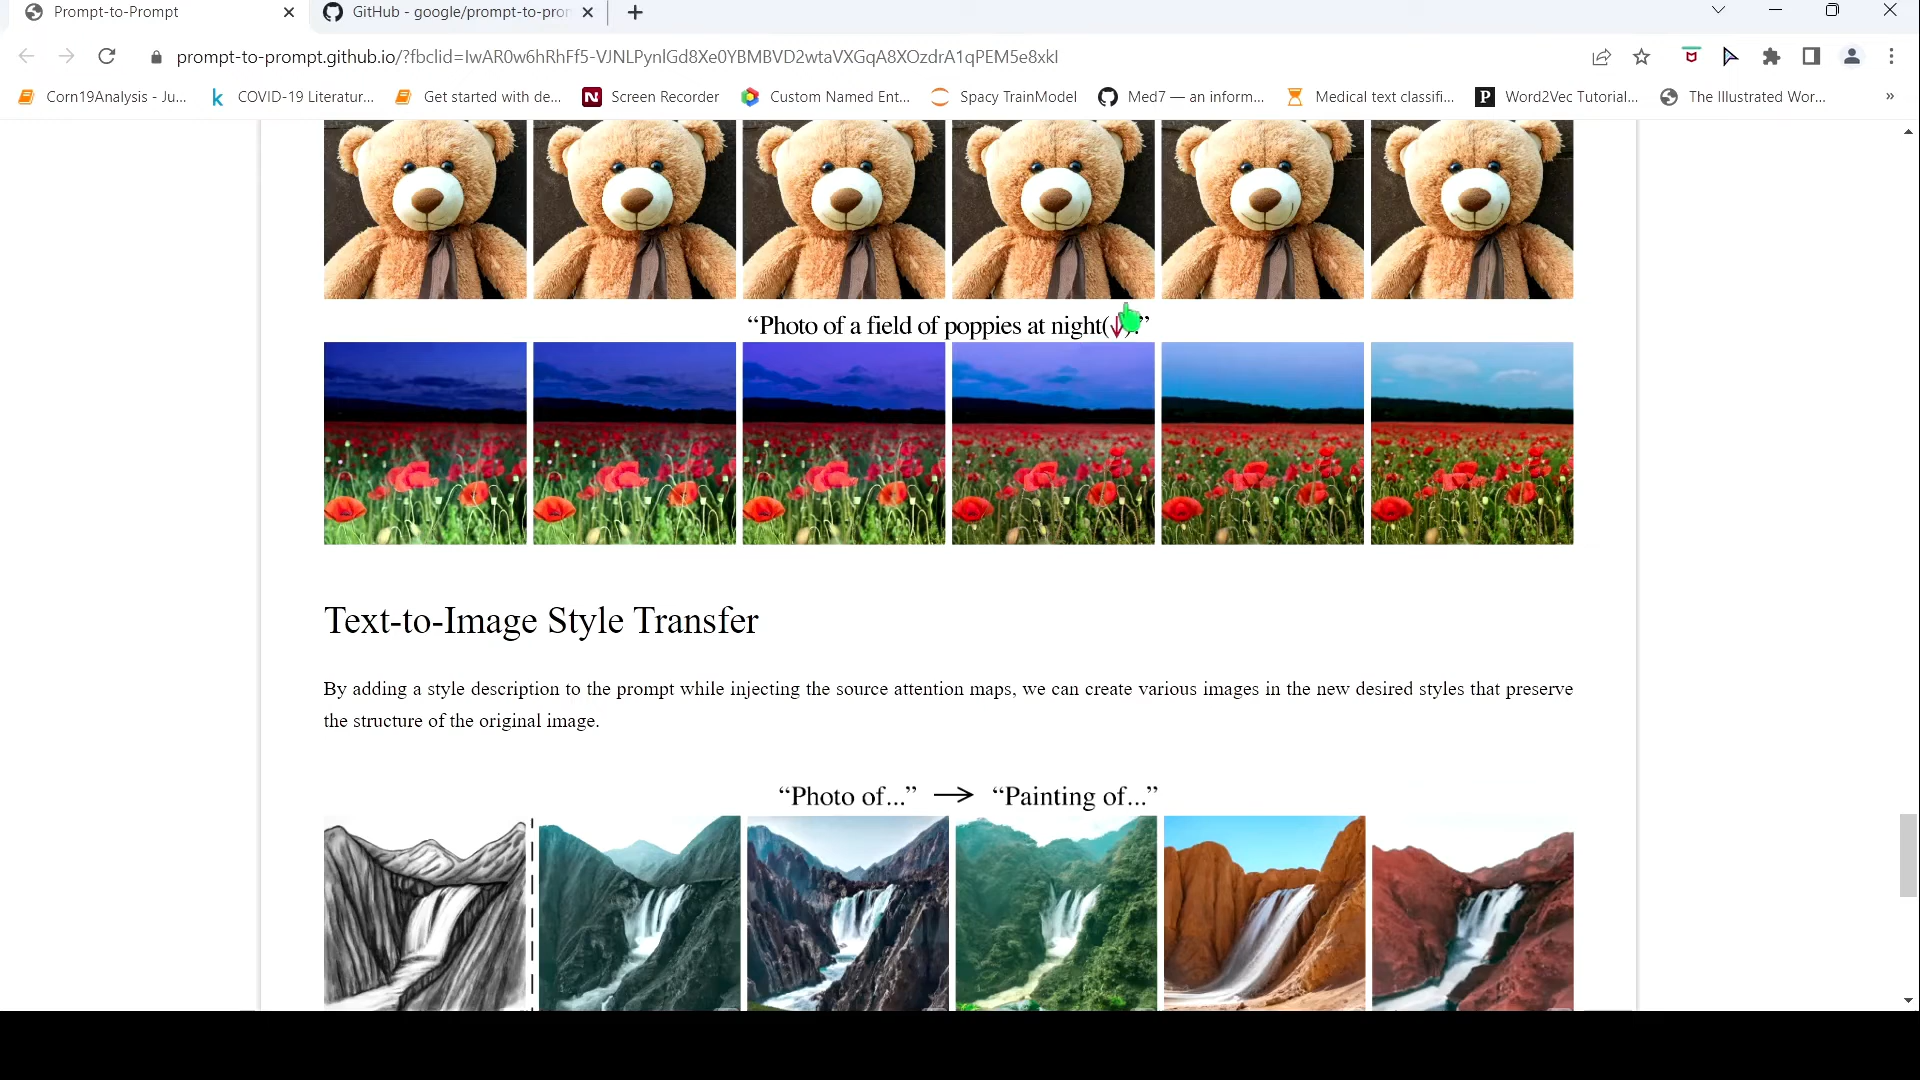 Prompt-to-Prompt
GitHub - google/prompt-to-pron
prompt-to-prompt.github.io/?fbclid=IwAR0w6hRhFf5-VJNLPynlGd8Xe0YBMBVD2wtaVXGqA8XOzdrA1qPEM5e8xkI
Corn19Analysis - Ju...
COVID-19 Literatur...
Get started with de...
Screen Recorder
Custom Named Ent...
Spacy TrainModel
Med7 — an inform...
Medical text classifi...
Word2Vec Tutorial...
The Illustrated Wor...
“Photo of a field of poppies at night(↓).”
Text-to-Image Style Transfer
By adding a style description to the prompt while injecting the source attention maps, we can create various images in the new desired styles that preserve
the structure of the original image.
“Photo of...” → “Painting of...”